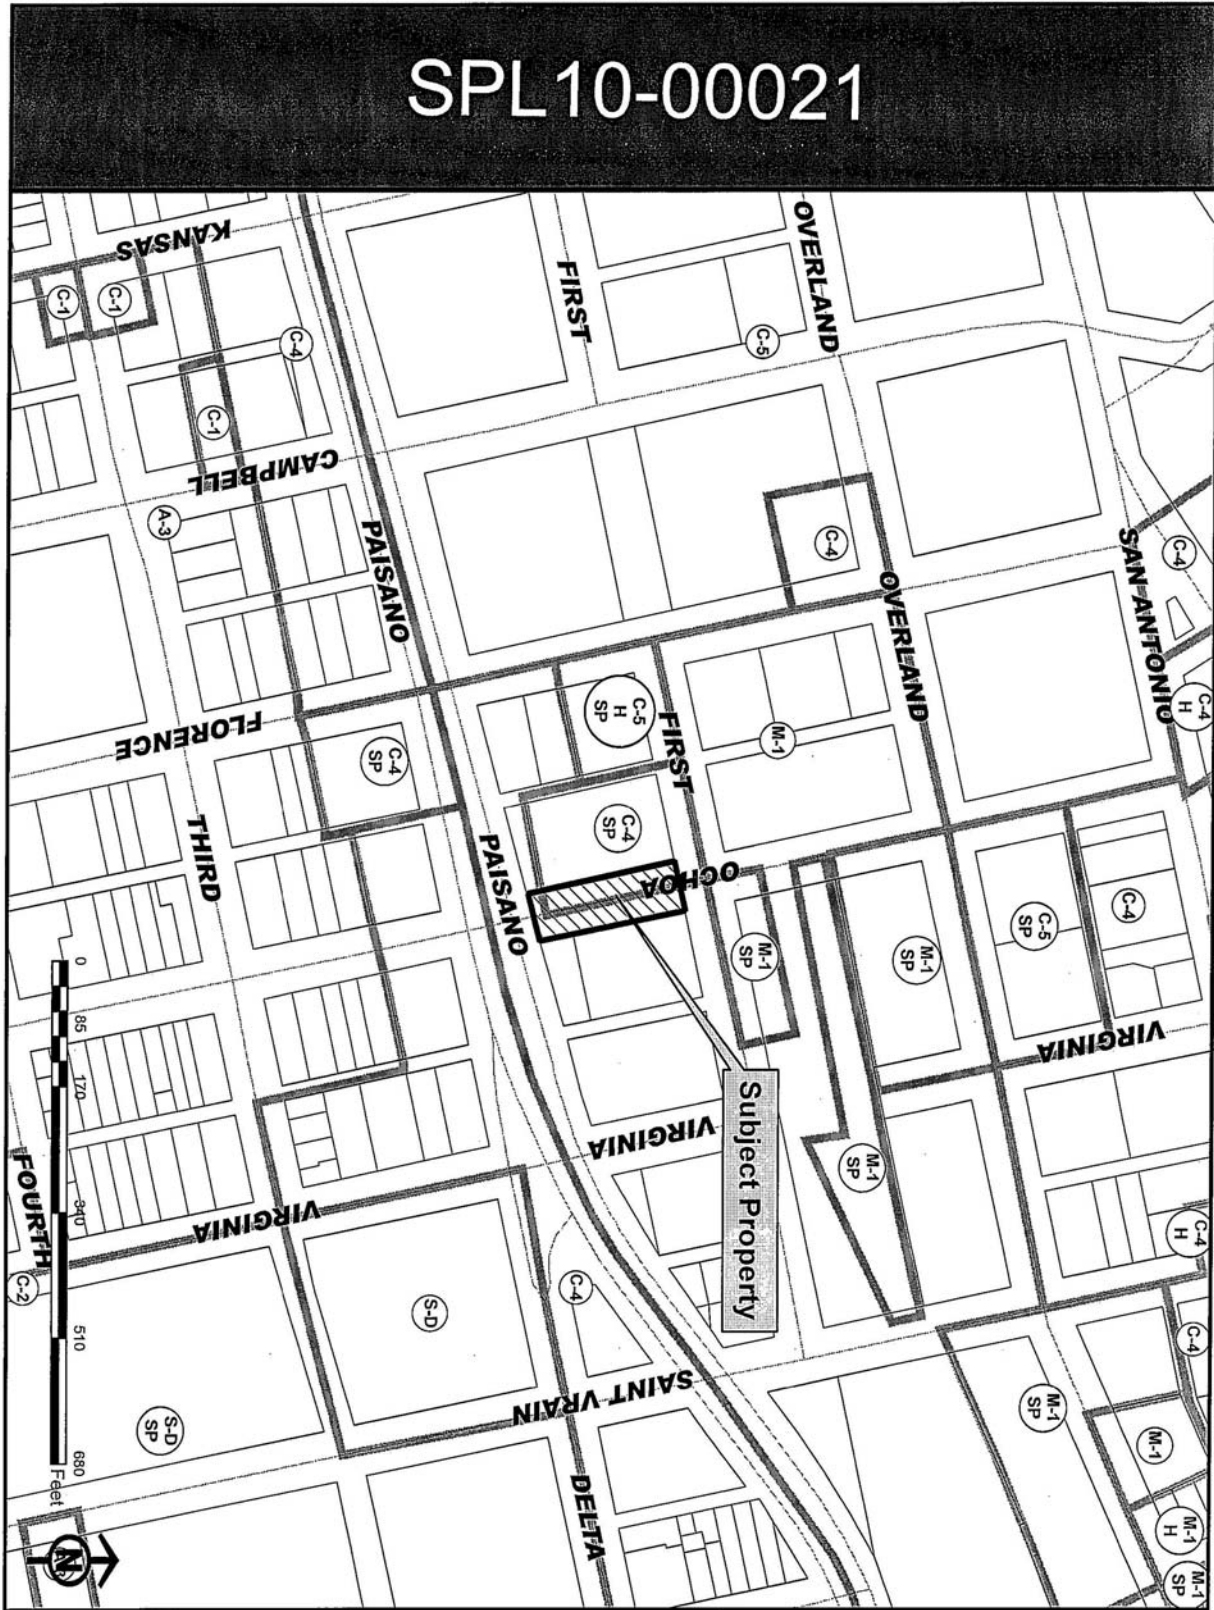 SPL10-00021
KANSAS
FIRST
OVERLAND
C-1
C-1
C-4
C-5
C-1
CAMPBELL
A-3
PAISANO
C-4
OVERLAND
SAN ANTONIO
C-4
C-4
H
FLORENCE
C-4
SP
C-5
H
SP
FIRST
M-1
THIRD
PAISANO
C-4
SP
OCHOA
M-1
SP
M-1
SP
C-5
SP
C-4
VIRGINIA
Subject Property
VIRGINIA
M-1
SP
C-4
H
FOURTH
VIRGINIA
C-2
S-D
C-4
SAINT VRAIN
DELTA
S-D
SP
M-1
SP
C-4
M-1
M-1
H
M-1
SP
0 85 170 340 510 680
Feet
N